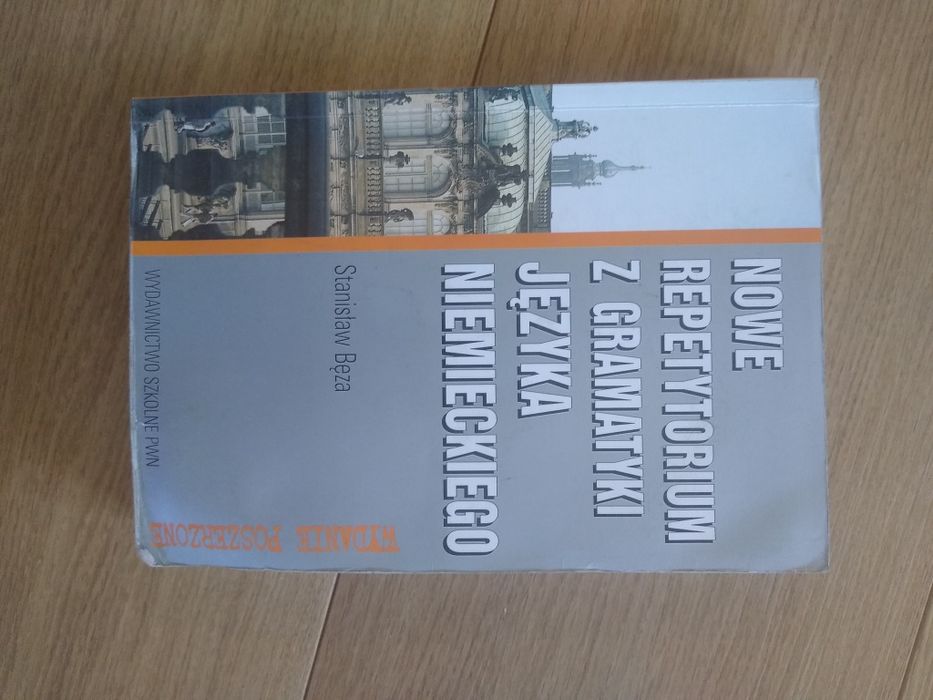 NOWE
REPETYTORIUM
Z GRAMATYKI
JĘZYKA
NIEMIECKIEGO
Stanisław Bęza
WYDANIE POSZERZONE
WYDAWNICTWO SZKOLNE PWN